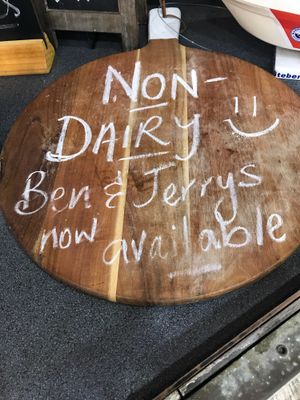 NON-
DAIRY
Ben & Jerrys
now available